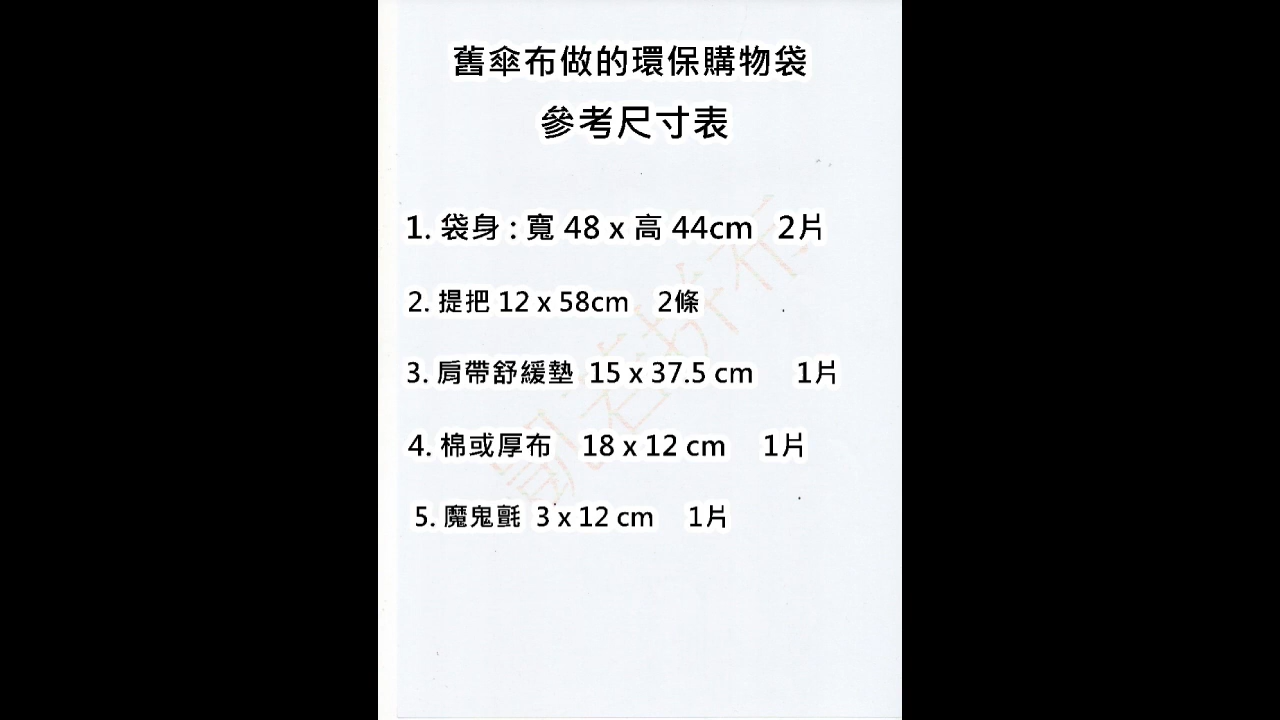 舊傘布做的環保購物袋
參考尺寸表
1. 袋身 : 寬 48 x 高 44cm 2片
2. 提把 12 x 58cm 2條
3. 肩帶舒緩墊 15 x 37.5 cm 1片
4. 棉或厚布 18 x 12 cm 1片
5. 魔鬼氈 3 x 12 cm 1片